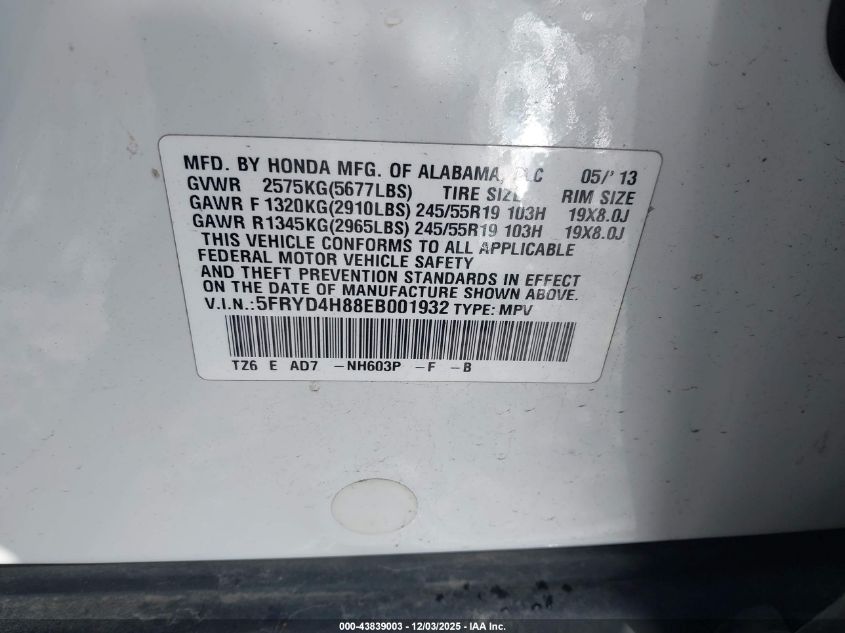 MFD. BY HONDA MFG. OF ALABAMA, LLC 05/'13
GVWR 2575KG(5677LBS) TIRE SIZE RIM SIZE
GAWR F 1320KG(2910LBS) 245/55R19 103H 19X8.0J
GAWR R1345KG(2965LBS) 245/55R19 103H 19X8.0J
THIS VEHICLE CONFORMS TO ALL APPLICABLE
FEDERAL MOTOR VEHICLE SAFETY
AND THEFT PREVENTION STANDARDS IN EFFECT
ON THE DATE OF MANUFACTURE SHOWN ABOVE.
V.I.N.:5FRYD4H88EB001932 TYPE: MPV
TZ6 E AD7 -NH603P -F -B
000-43839003 - 12/03/2025 - IAA Inc.